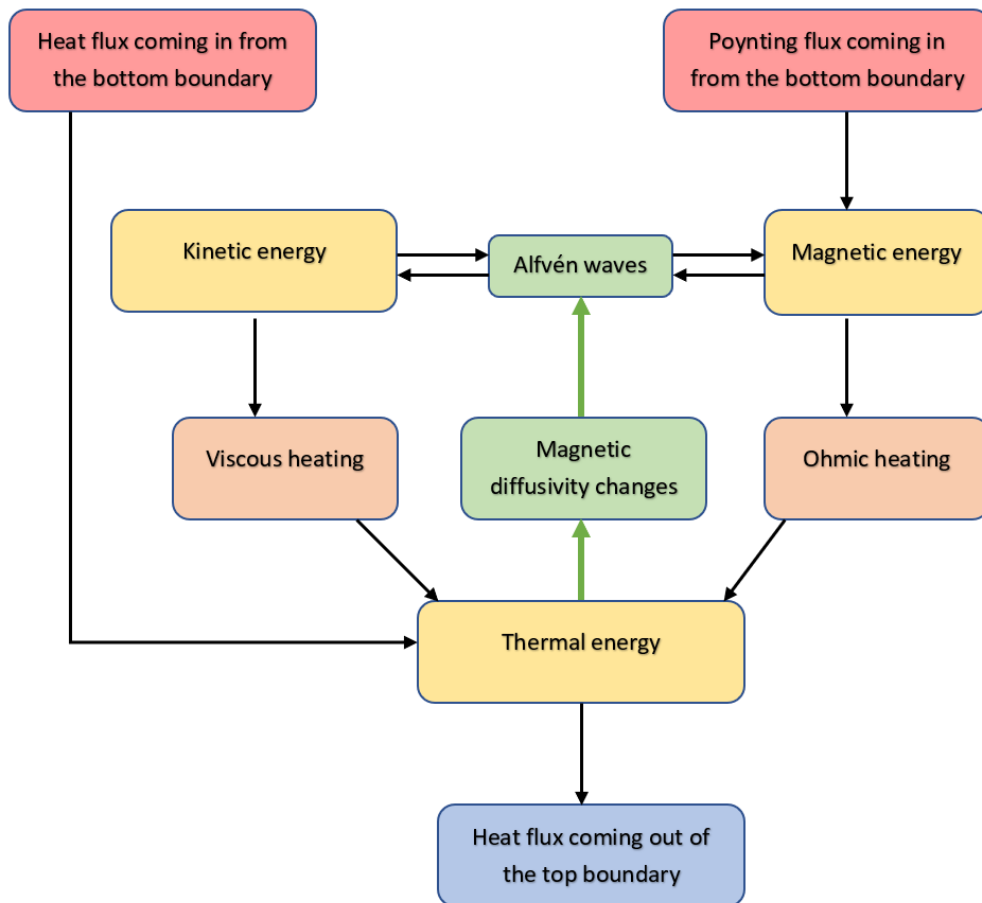 Heat flux coming in from
the bottom boundary
Poynting flux coming in
from the bottom boundary
Kinetic energy
Alfvén waves
Magnetic energy
Viscous heating
Magnetic
diffusivity changes
Ohmic heating
Thermal energy
Heat flux coming out of
the top boundary